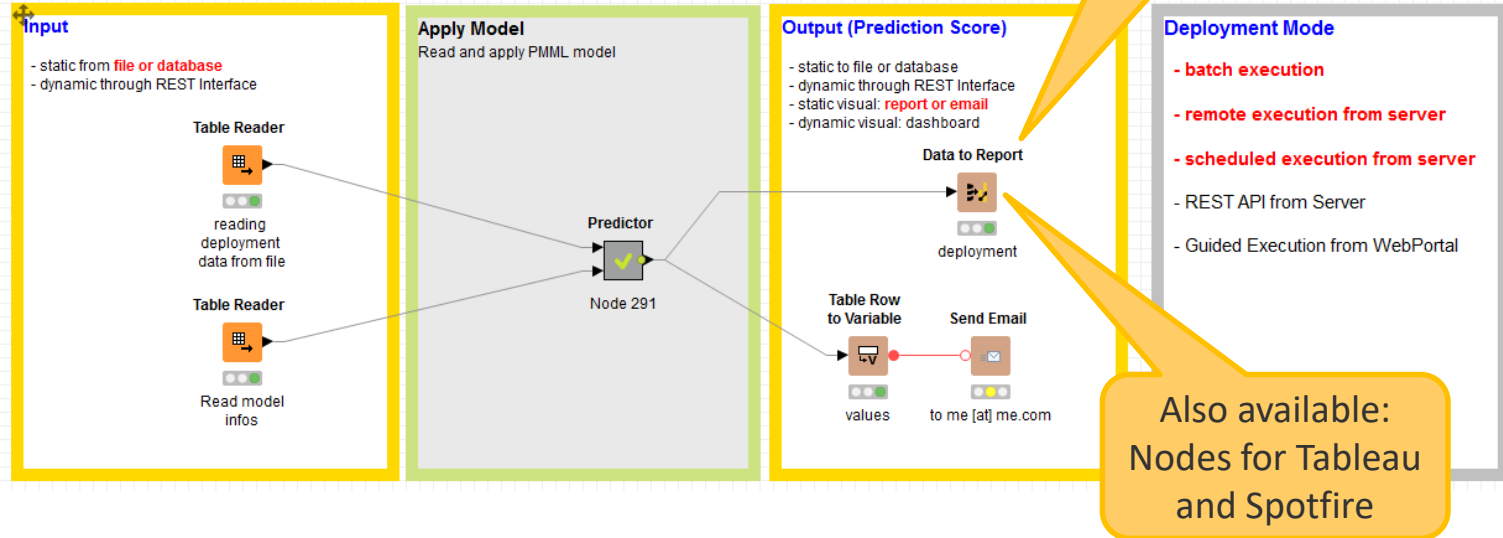 Input
- static from file or database
- dynamic through REST Interface
Table Reader
reading
deployment
data from file
Table Reader
Read model
infos
Apply Model
Read and apply PMML model
Predictor
Node 291
Output (Prediction Score)
- static to file or database
- dynamic through REST Interface
- static visual: report or email
- dynamic visual: dashboard
Data to Report
deployment
Table Row
to Variable
V
values
Send Email
to me [at] me.com
Deployment Mode
- batch execution
- remote execution from server
- scheduled execution from server
- REST API from Server
- Guided Execution from WebPortal
Also available:
Nodes for Tableau
and Spotfire